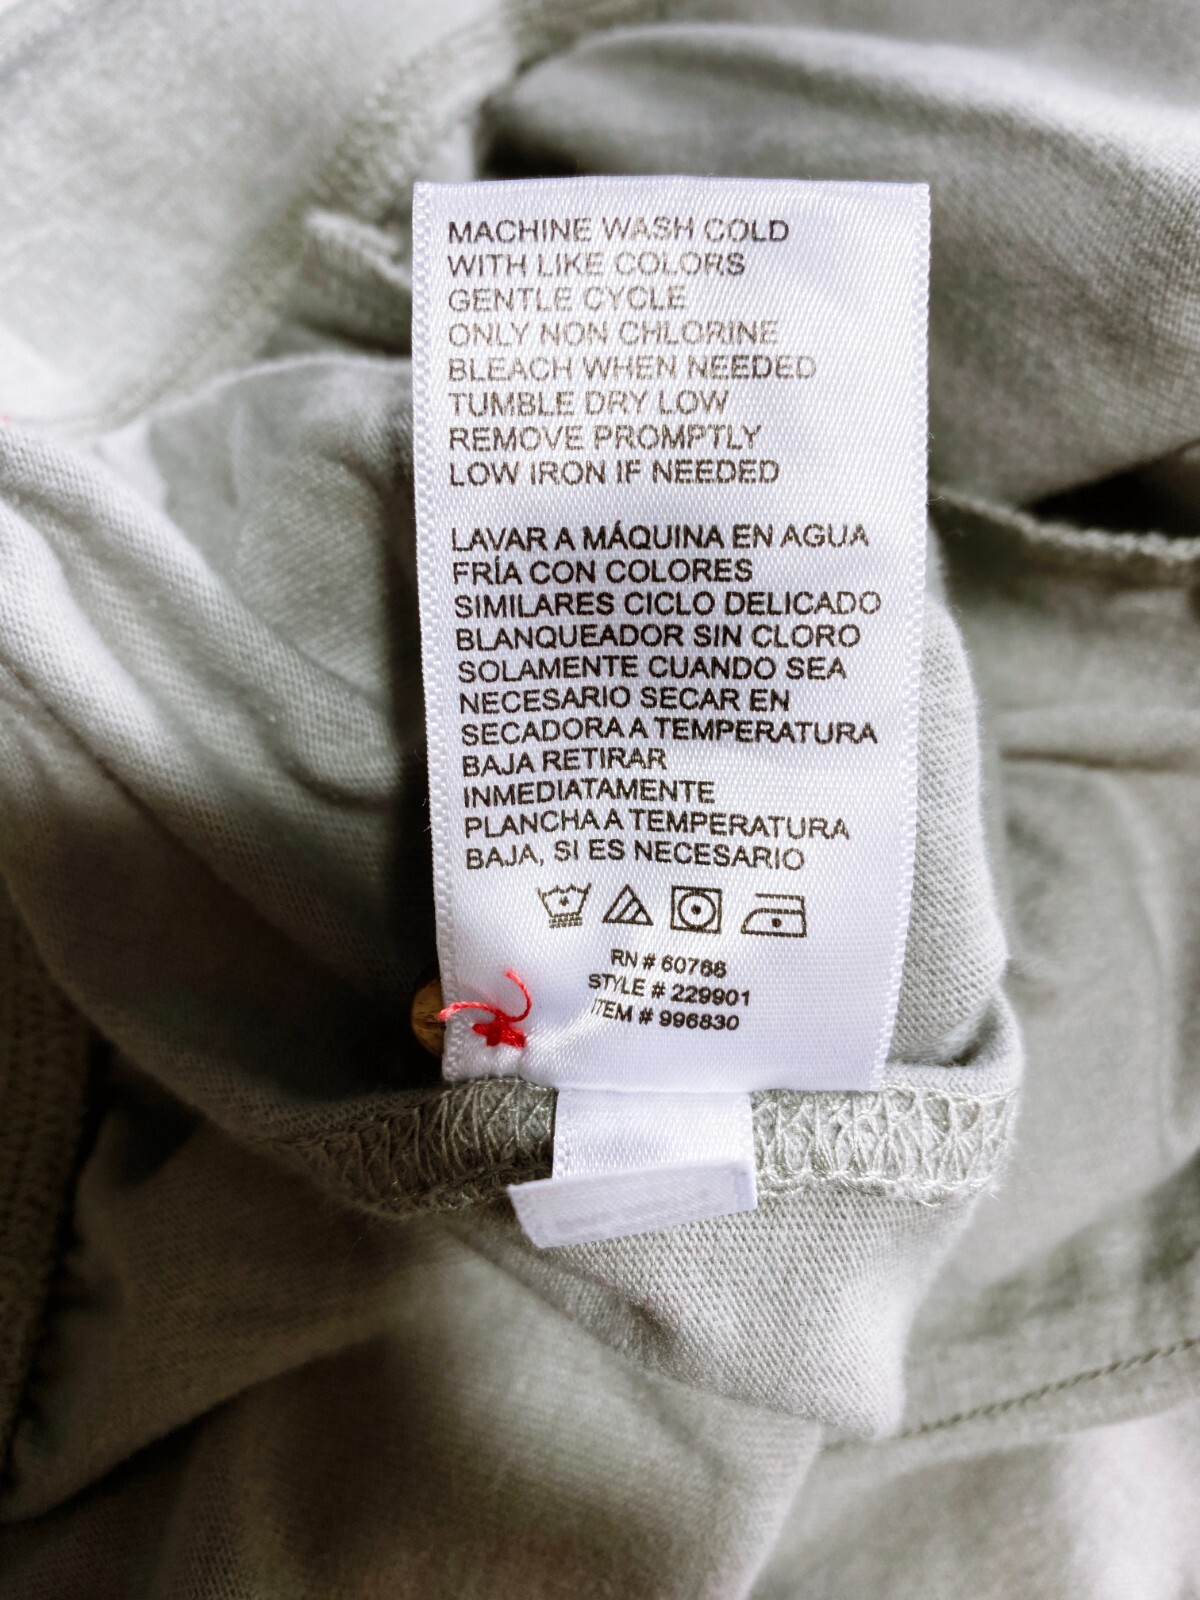 MACHINE WASH COLD
WITH LIKE COLORS
GENTLE CYCLE
ONLY NON CHLORINE
BLEACH WHEN NEEDED
TUMBLE DRY LOW
REMOVE PROMPTLY
LOW IRON IF NEEDED
LAVAR A MÁQUINA EN AGUA
FRÍA CON COLORES
SIMILARES CICLO DELICADO
BLANQUEADOR SIN CLORO
SOLAMENTE CUANDO SEA
NECESARIO SECAR EN
SECADORA A TEMPERATURA
BAJA RETIRAR
INMEDIATAMENTE
PLANCHA A TEMPERATURA
BAJA, SI ES NECESARIO
RN # 60766
STYLE # 229901
ITEM # 996830